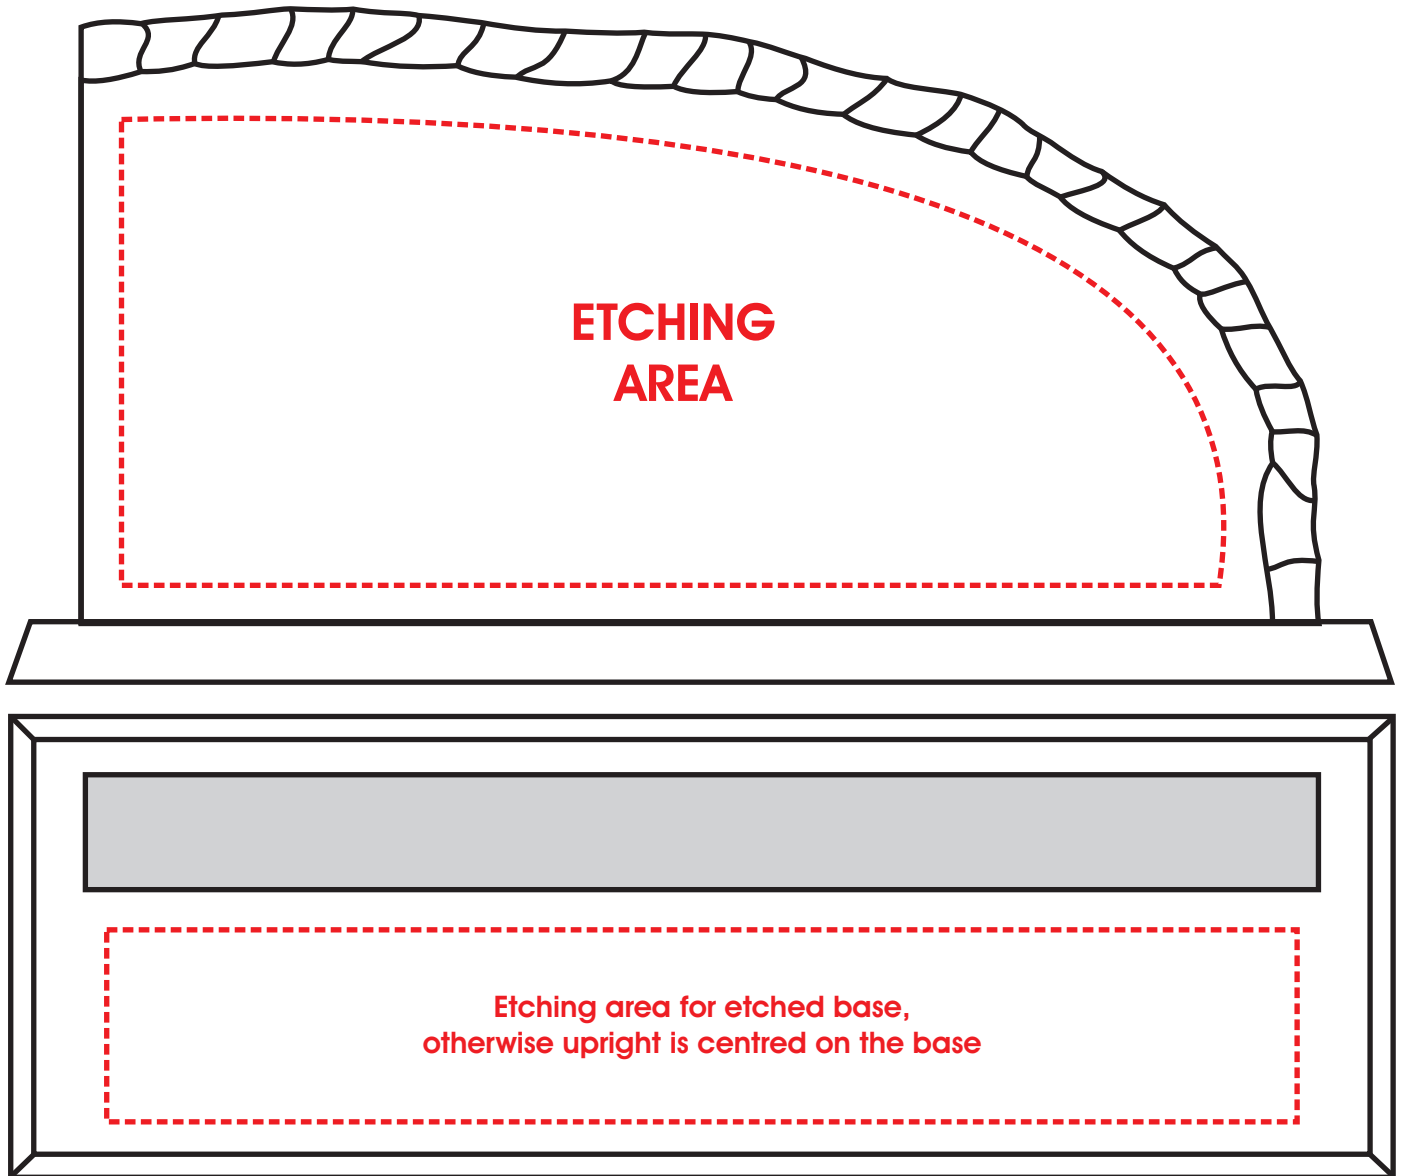 ETCHING
AREA
Etching area for etched base,
otherwise upright is centred on the base